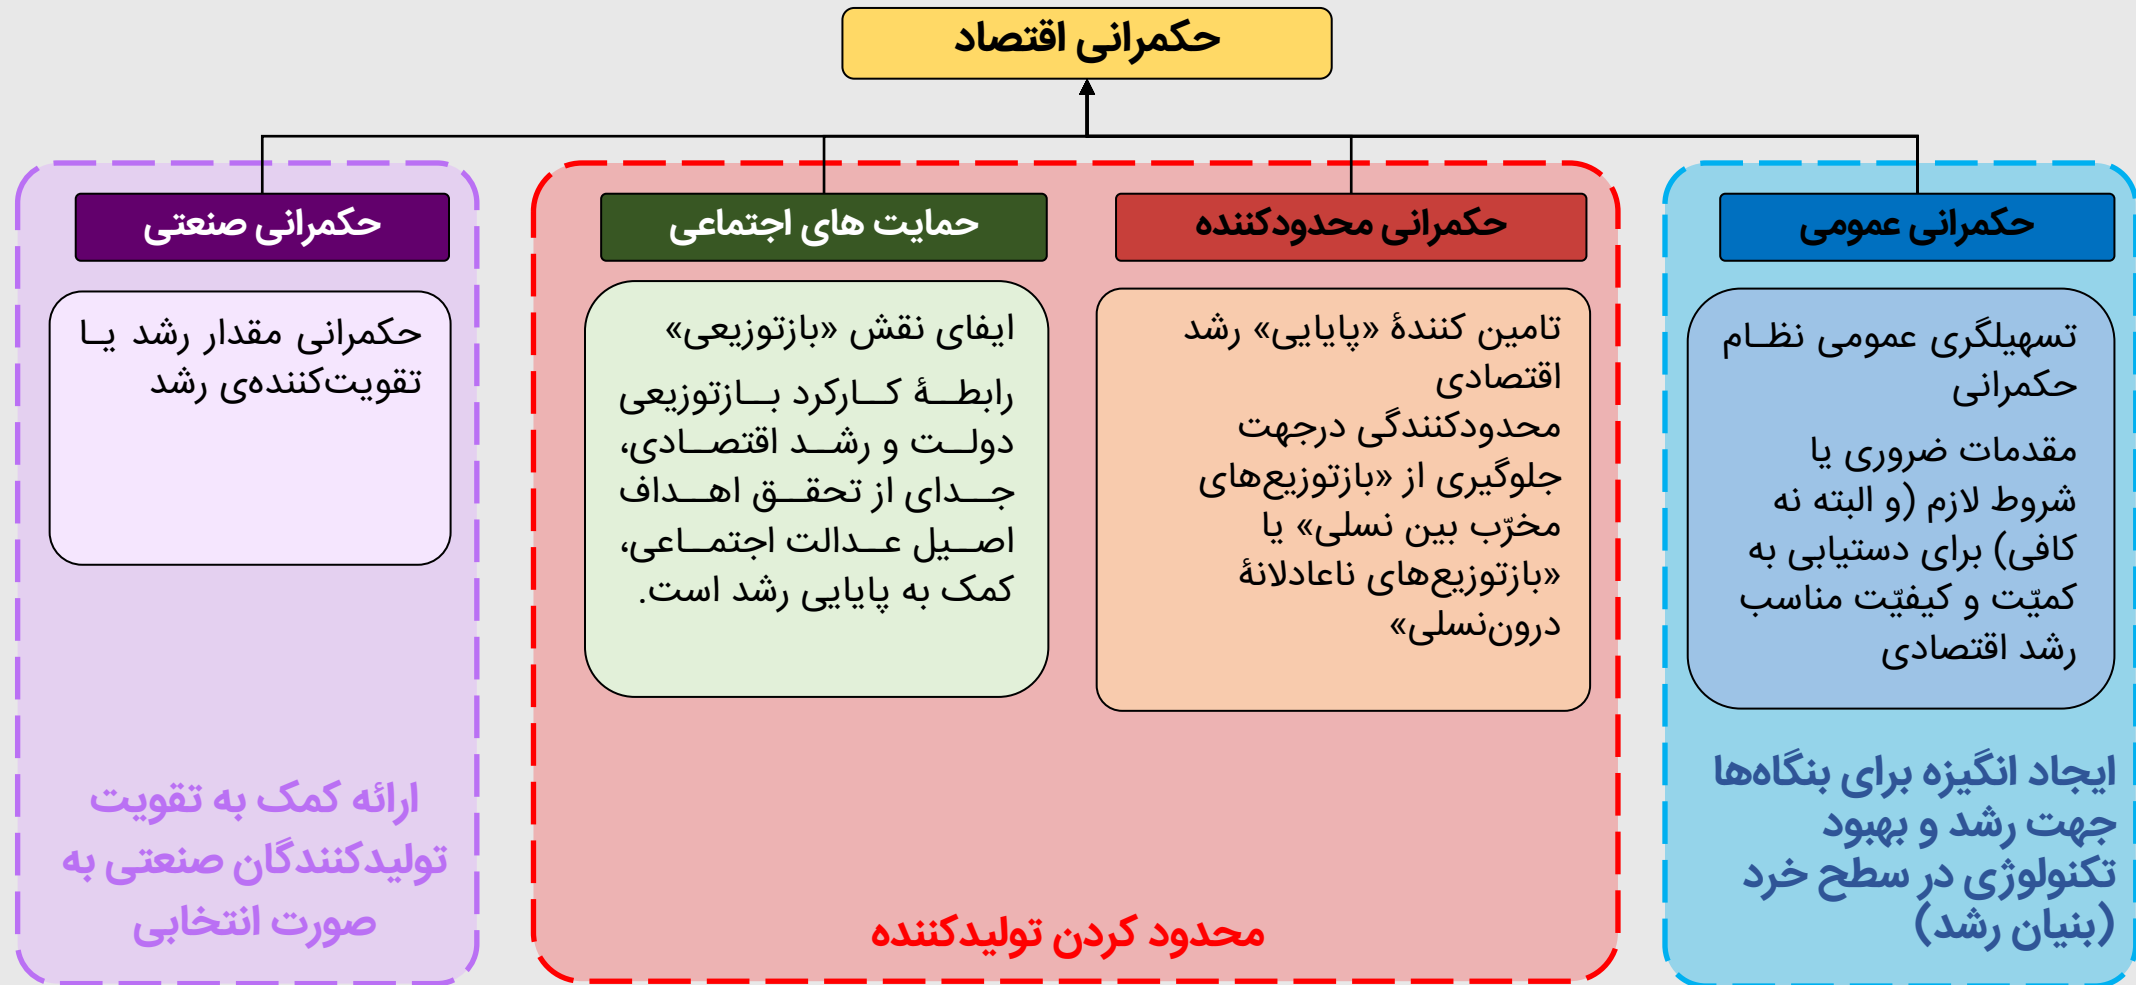 حکمرانی اقتصاد
حکمرانی عمومی
تسهیلگری عمومی نظام
حکمرانی
مقدمات ضروری یا
شروط لازم (و البته نه
کافی) برای دستیابی به
کمیّت و کیفیّت مناسب
رشد اقتصادی
ایجاد انگیزه برای بنگاه‌ها
جهت رشد و بهبود
تکنولوژی در سطح خرد
(بنیان رشد)
حکمرانی محدودکننده
تامین کنندهٔ «پایایی» رشد
اقتصادی
محدودکنندگی درجهت
جلوگیری از «بازتوزیع‌های
مخرّب بین نسلی» یا
«بازتوزیع‌های ناعادلانهٔ
درون‌نسلی»
حمایت های اجتماعی
ایفای نقش «بازتوزیعی»
رابطهٔ کارکرد بازتوزیعی
دولت و رشد اقتصادی،
جدای از تحقق اهداف
اصیل عدالت اجتماعی،
کمک به پایایی رشد است.
محدود کردن تولیدکننده
حکمرانی صنعتی
حکمرانی مقدار رشد یا
تقویت‌کننده‌ی رشد
ارائه کمک به تقویت
تولیدکنندگان صنعتی به
صورت انتخابی